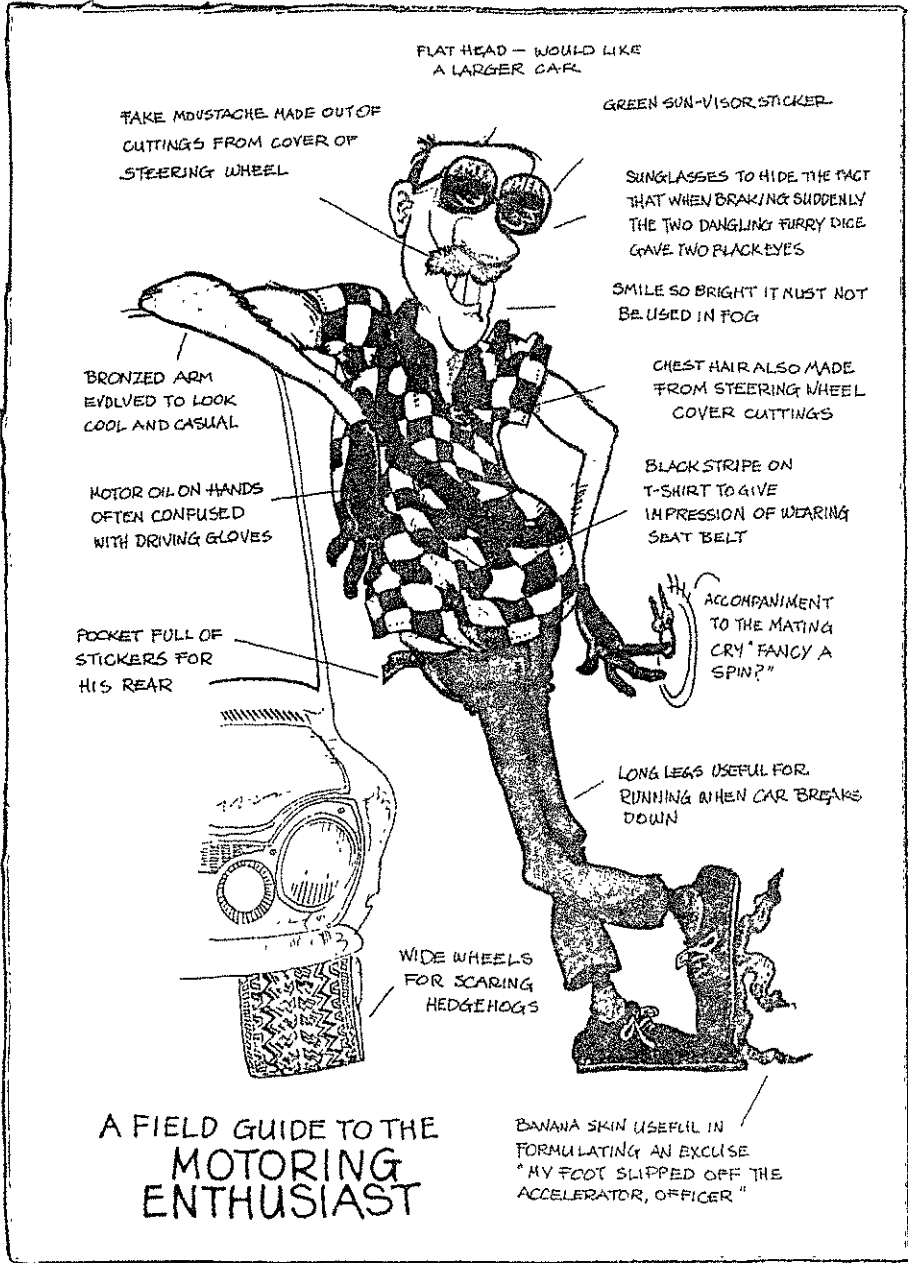 FLAT HEAD — WOULD LIKE
A LARGER CAR
FAKE MOUSTACHE MADE OUT OF
CUTTINGS FROM COVER OF
STEERING WHEEL
GREEN SUN-VISOR STICKER
SUNGLASSES TO HIDE THE FACT
THAT WHEN BRAKING SUDDENLY
THE TWO DANGLING FURRY DICE
GAVE TWO BLACK EYES
SMILE SO BRIGHT IT MUST NOT
BE USED IN FOG
BRONZED ARM
EVOLVED TO LOOK
COOL AND CASUAL
CHEST HAIR ALSO MADE
FROM STEERING WHEEL
COVER CUTTINGS
MOTOR OIL ON HANDS
OFTEN CONFUSED
WITH DRIVING GLOVES
BLACK STRIPE ON
T-SHIRT TO GIVE
IMPRESSION OF WEARING
SEAT BELT
ACCOMPANIMENT
TO THE MATING
CRY "FANCY A
SPIN?"
POCKET FULL OF
STICKERS FOR
HIS REAR
LONG LEGS USEFUL FOR
RUNNING WHEN CAR BREAKS
DOWN
WIDE WHEELS
FOR SCARING
HEDGEHOGS
BANANA SKIN USEFUL IN
FORMULATING AN EXCUSE
"MY FOOT SLIPPED OFF THE
ACCELERATOR, OFFICER"
A FIELD GUIDE TO THE
MOTORING
ENTHUSIAST